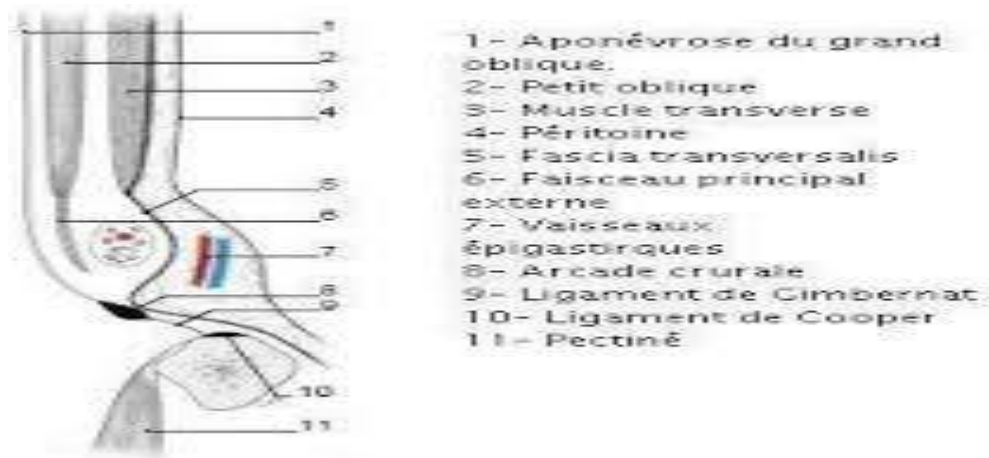 1
2
3
4
5
6
7
8
9
10
11
1- Aponévrose du grand
oblique.
2- Petit oblique
3- Muscle transverse
4- Péritoine
5- Fascia transversalis
6- Faisceau principal
externe
7- Vaisseaux
épigastirques
8- Arcade crurale
9- Ligament de Gimbernat
10- Ligament de Cooper
11- Pectiné